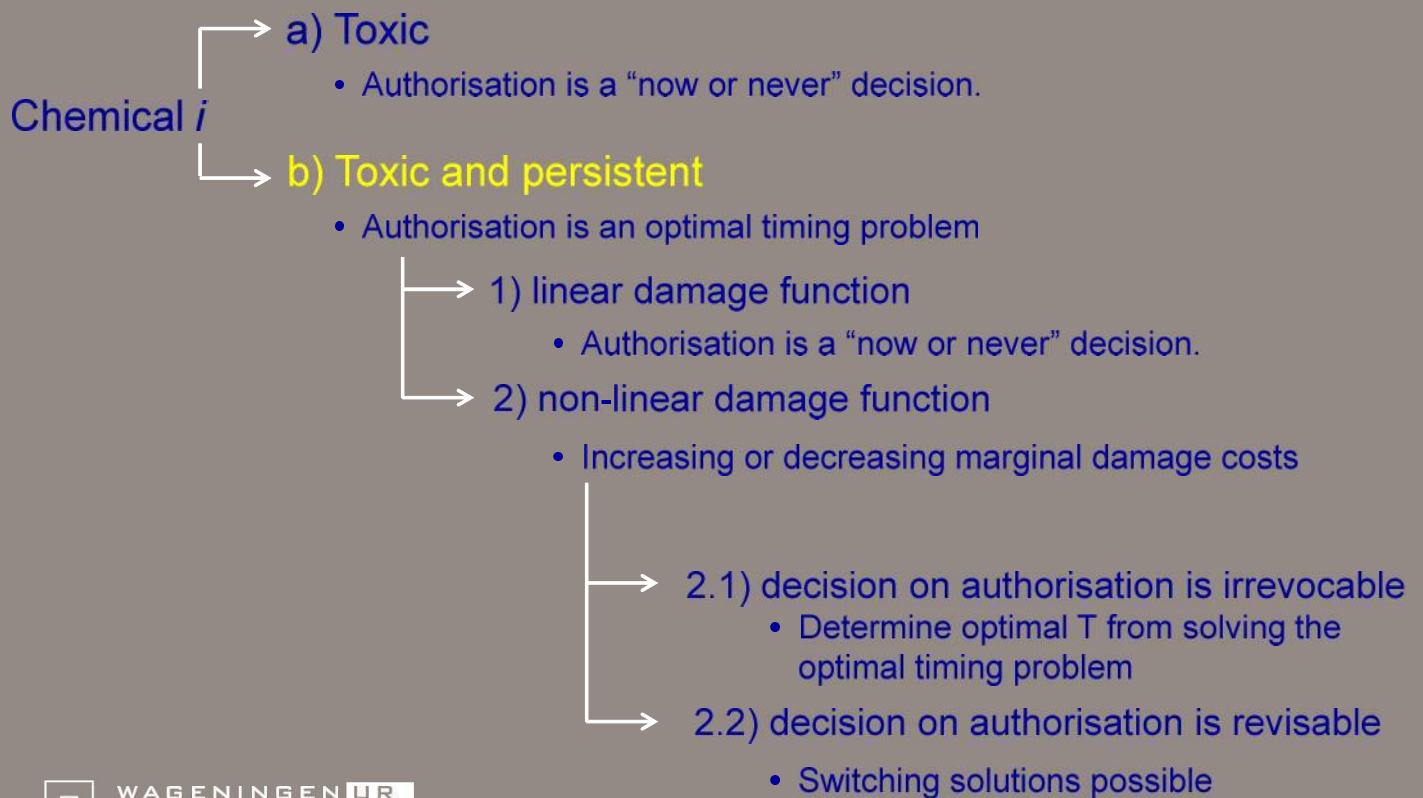 a) Toxic
• Authorisation is a “now or never” decision.
Chemical i
b) Toxic and persistent
• Authorisation is an optimal timing problem
1) linear damage function
• Authorisation is a “now or never” decision.
2) non-linear damage function
• Increasing or decreasing marginal damage costs
2.1) decision on authorisation is irrevocable
• Determine optimal T from solving the
optimal timing problem
2.2) decision on authorisation is revisable
• Switching solutions possible
WAGENINGEN UR